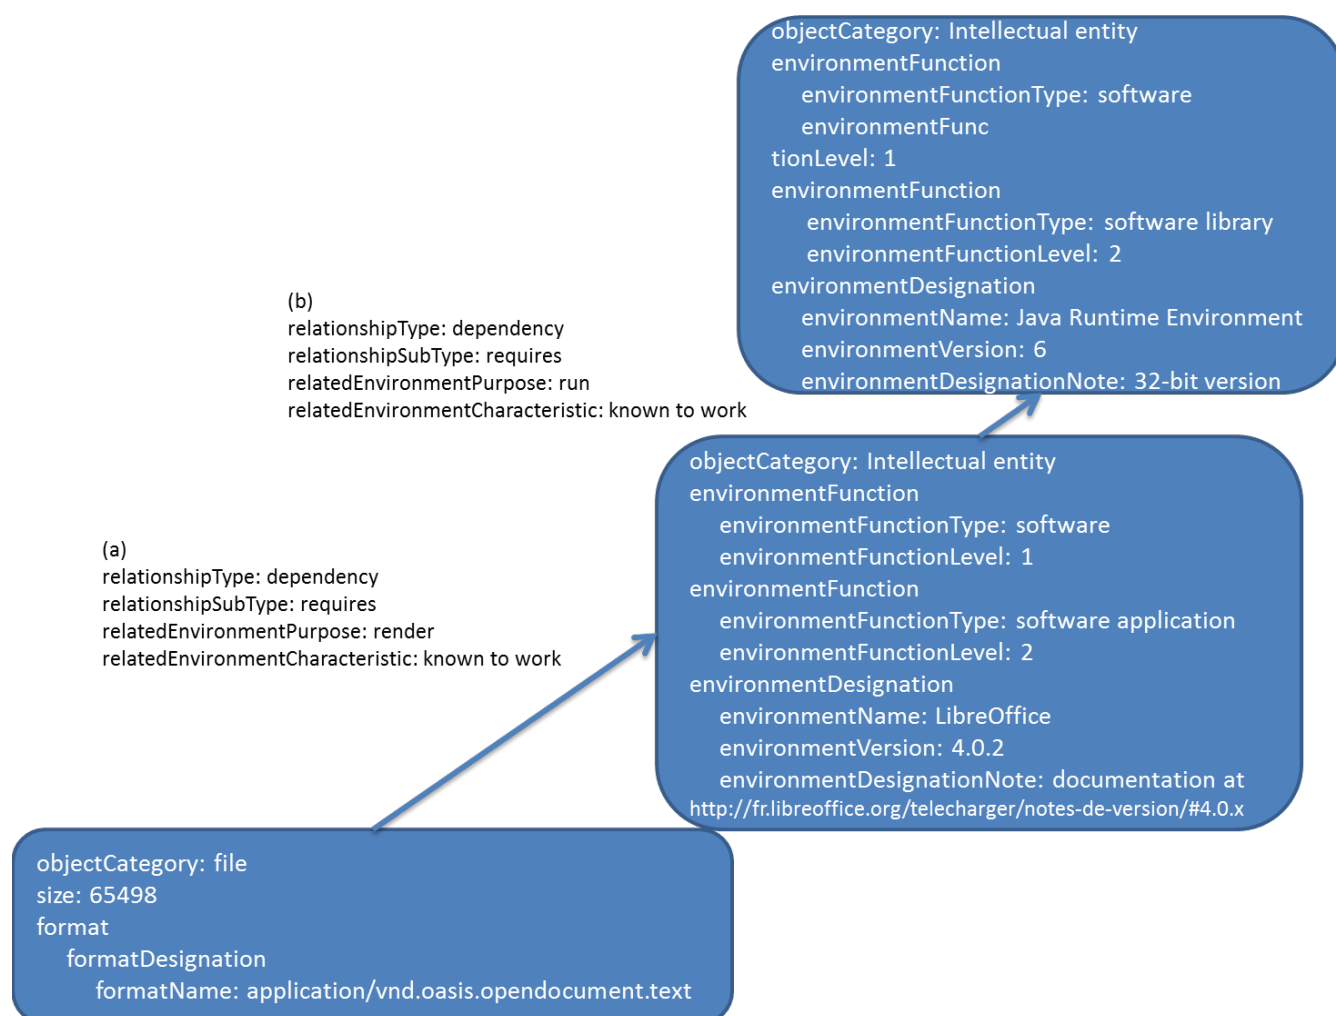 objectCategory: Intellectual entity
environmentFunction
environmentFunctionType: software
environmentFunc
tionLevel: 1
environmentFunction
environmentFunctionType: software library
environmentFunctionLevel: 2
environmentDesignation
environmentName: Java Runtime Environment
environmentVersion: 6
environmentDesignationNote: 32-bit version
(b)
relationshipType: dependency
relationshipSubType: requires
relatedEnvironmentPurpose: run
relatedEnvironmentCharacteristic: known to work
objectCategory: Intellectual entity
environmentFunction
environmentFunctionType: software
environmentFunctionLevel: 1
environmentFunction
environmentFunctionType: software application
environmentFunctionLevel: 2
environmentDesignation
environmentName: LibreOffice
environmentVersion: 4.0.2
environmentDesignationNote: documentation at
http://fr.libreoffice.org/telecharger/notes-de-version/#4.0.x
(a)
relationshipType: dependency
relationshipSubType: requires
relatedEnvironmentPurpose: render
relatedEnvironmentCharacteristic: known to work
objectCategory: file
size: 65498
format
formatDesignation
formatName: application/vnd.oasis.opendocument.text